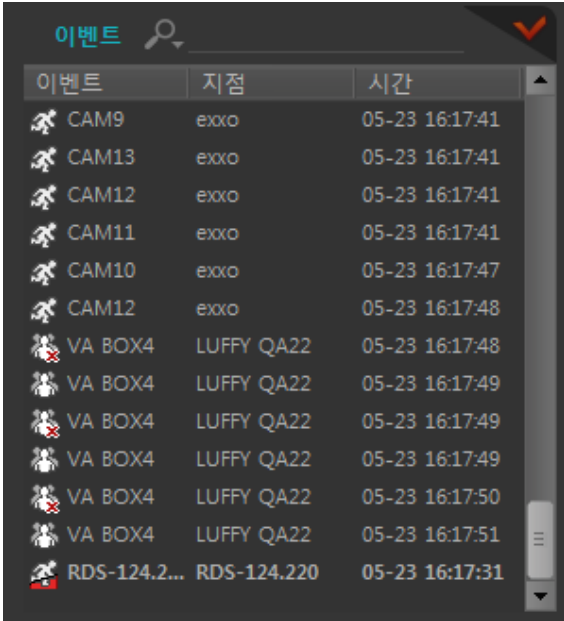 이벤트
이벤트 지점 시간
CAM9 exxo 05-23 16:17:41
CAM13 exxo 05-23 16:17:41
CAM12 exxo 05-23 16:17:41
CAM11 exxo 05-23 16:17:41
CAM10 exxo 05-23 16:17:47
CAM12 exxo 05-23 16:17:48
VA BOX4 LUFFY QA22 05-23 16:17:48
VA BOX4 LUFFY QA22 05-23 16:17:49
VA BOX4 LUFFY QA22 05-23 16:17:49
VA BOX4 LUFFY QA22 05-23 16:17:49
VA BOX4 LUFFY QA22 05-23 16:17:50
VA BOX4 LUFFY QA22 05-23 16:17:51
RDS-124.2... RDS-124.220 05-23 16:17:31